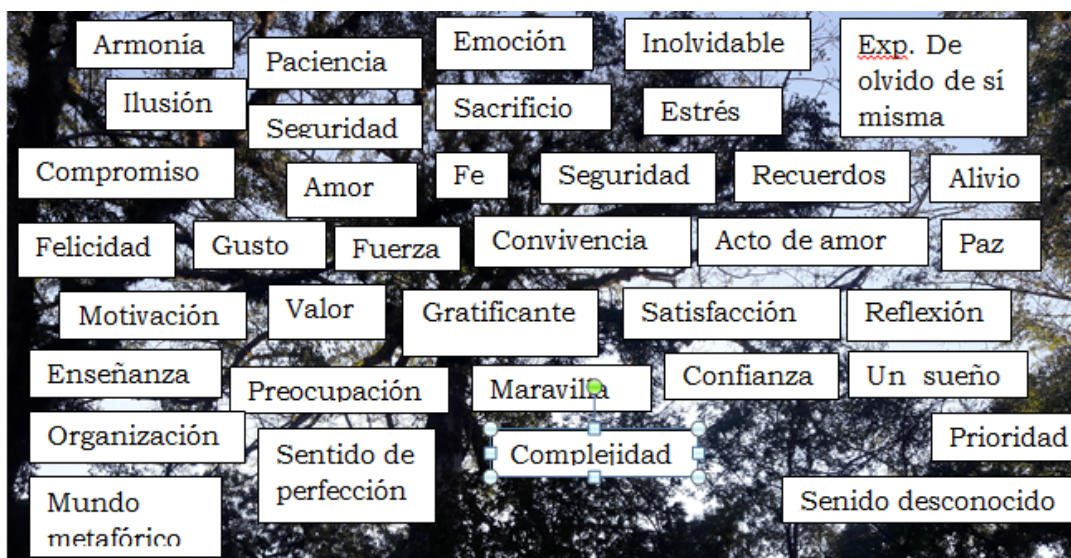 Armonía
Paciencia
Emoción
Inolvidable
Exp. De
olvido de sí
misma
Ilusión
Seguridad
Sacrificio
Estrés
Compromiso
Amor
Fe
Seguridad
Recuerdos
Alivio
Felicidad
Gusto
Fuerza
Convivencia
Acto de amor
Paz
Motivación
Valor
Gratificante
Satisfacción
Reflexión
Enseñanza
Preocupación
Maravilla
Confianza
Un sueño
Organización
Sentido de
perfección
Complejidad
Prioridad
Mundo
metafórico
Senido desconocido